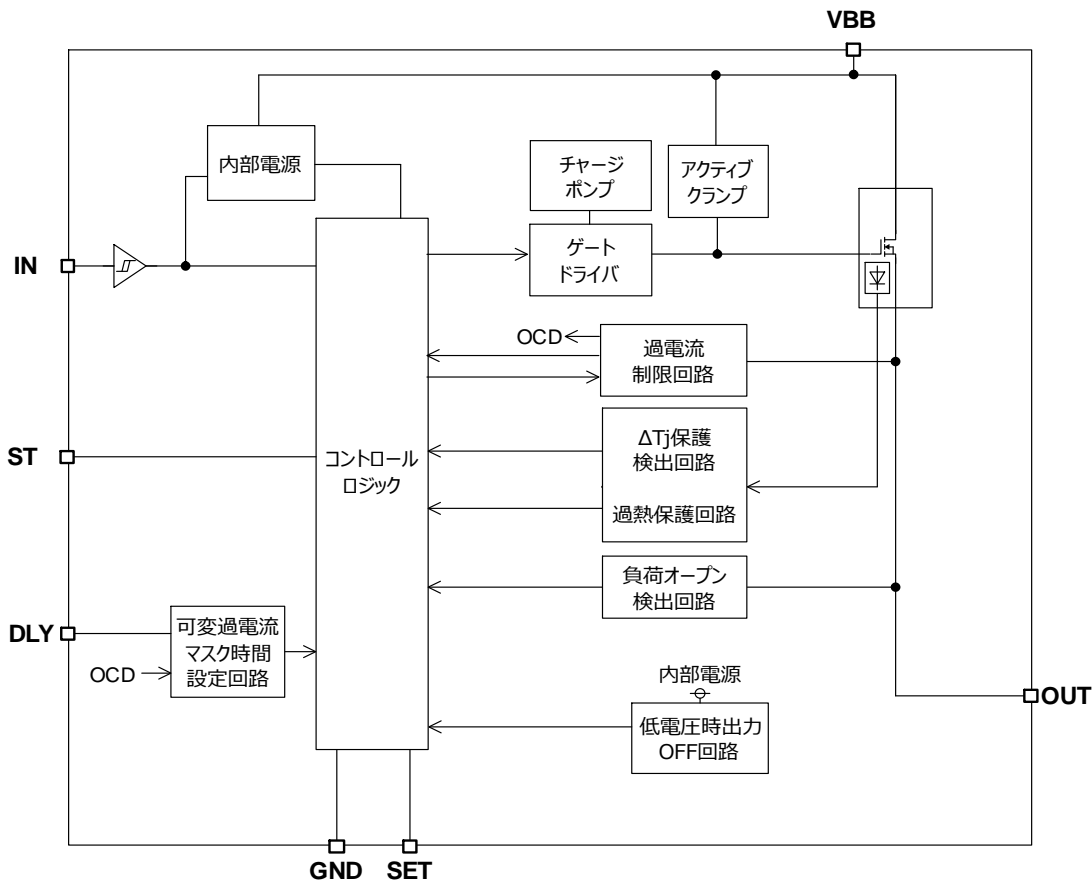 VBB
内部電源
チャージ
ポンプ
アクティブ
クランプ
IN
ゲート
ドライバ
OCD
過電流
制限回路
ST
コントロール
ロジック
ΔTj保護
検出回路
過熱保護回路
負荷オープン
検出回路
DLY
可変過電流
マスク時間
設定回路
OCD
内部電源
低電圧時出力
OFF回路
OUT
GND
SET